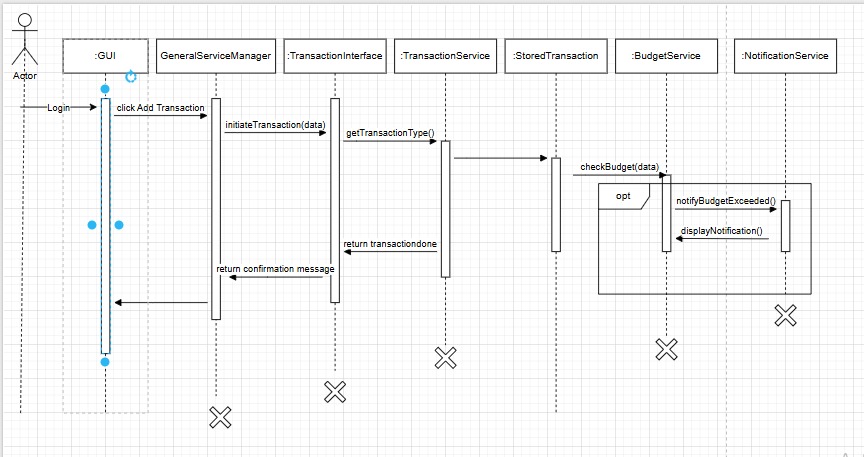 Actor
:GUI
GeneralServiceManager
:TransactionInterface
:TransactionService
:StoredTransaction
:BudgetService
:NotificationService
Login
click Add Transaction
initiateTransaction(data)
getTransactionType()
checkBudget(data)
opt
notifyBudgetExceeded()
displayNotification()
return transactiondone
return confirmation message